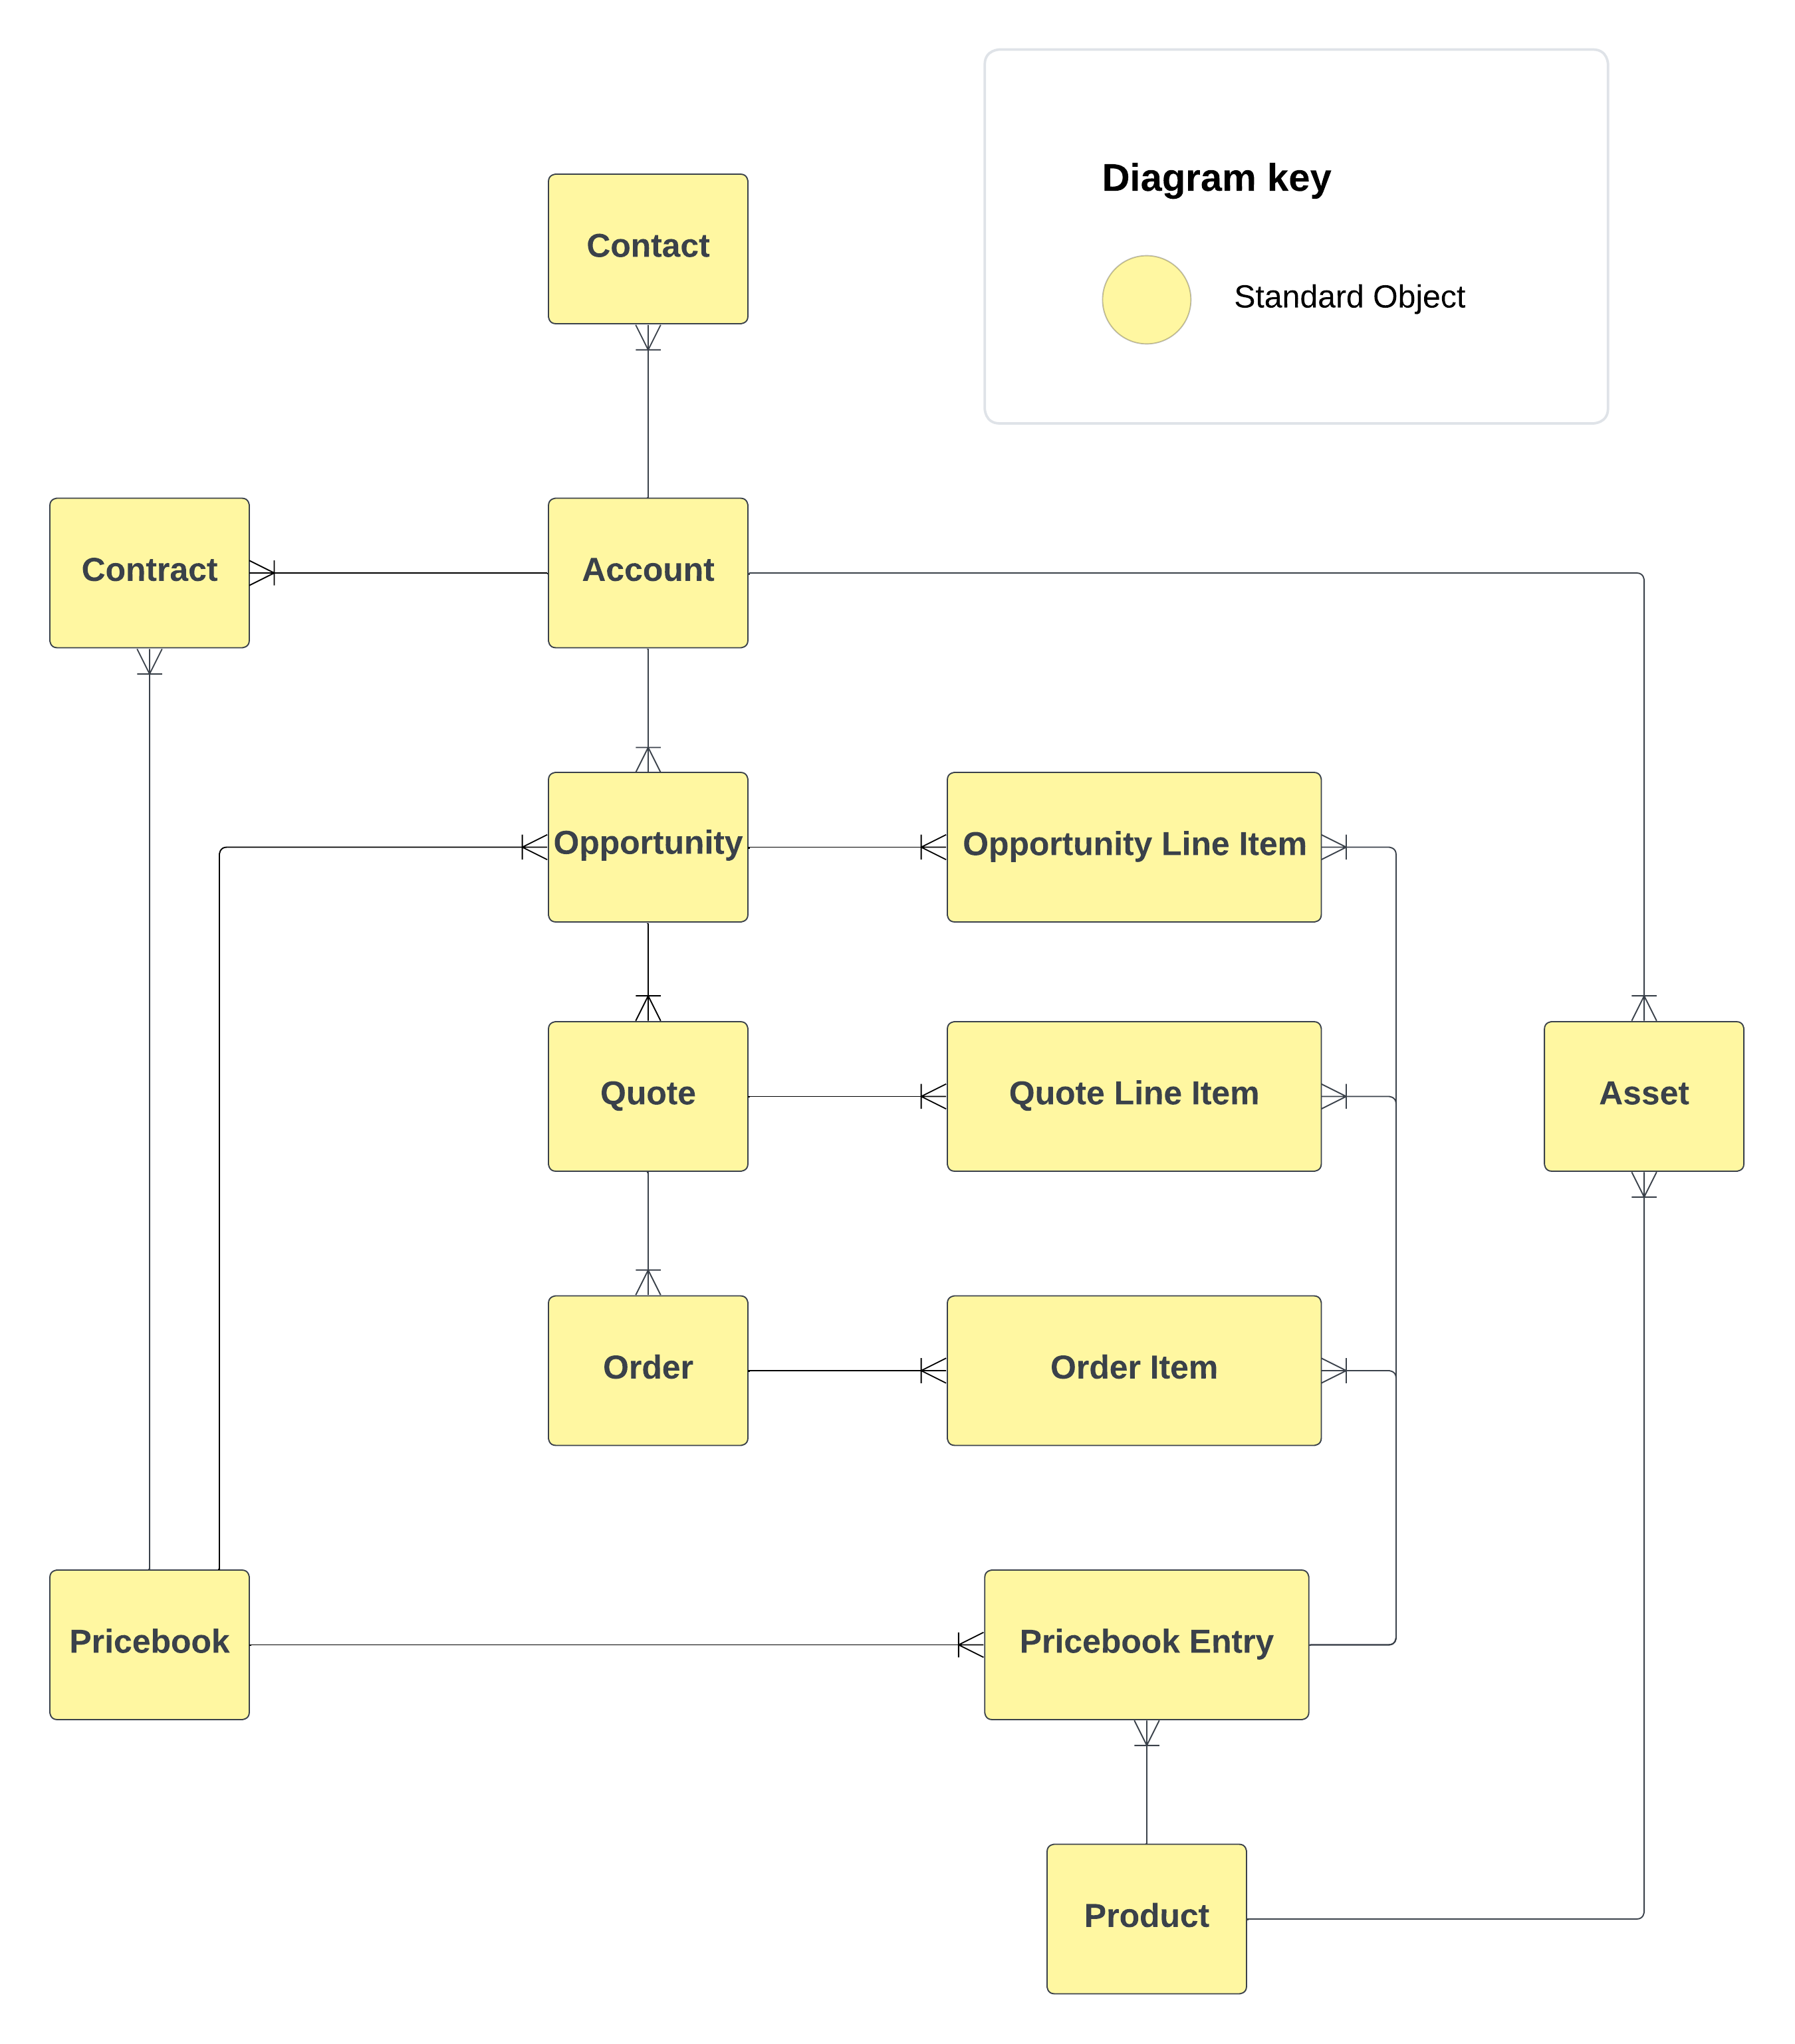 Diagram key
Standard Object
Contact
Contract
Account
Opportunity
Opportunity Line Item
Quote
Quote Line Item
Asset
Order
Order Item
Pricebook
Pricebook Entry
Product